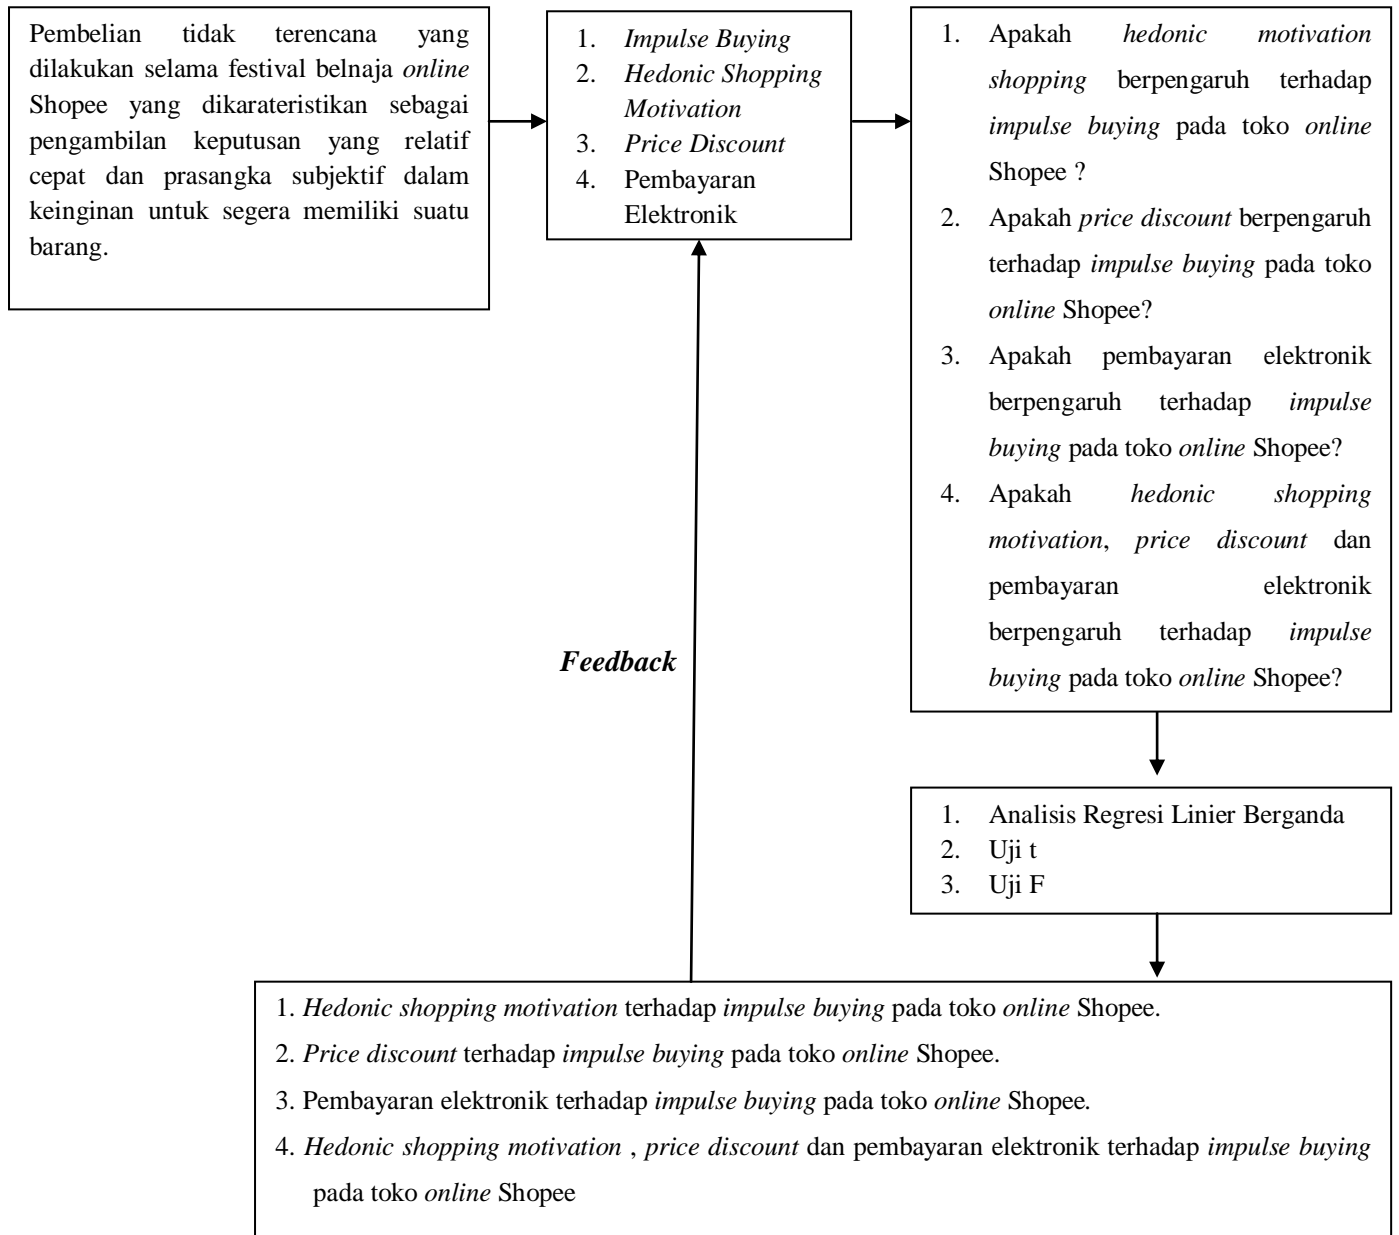 Pembelian tidak terencana yang
dilakukan selama festival belnaja online
Shopee yang dikarateristikan sebagai
pengambilan keputusan yang relatif
cepat dan prasangka subjektif dalam
keinginan untuk segera memiliki suatu
barang.
1. Impulse Buying
2. Hedonic Shopping
Motivation
3. Price Discount
4. Pembayaran
Elektronik
1. Apakah hedonic motivation
shopping berpengaruh terhadap
impulse buying pada toko online
Shopee ?
2. Apakah price discount berpengaruh
terhadap impulse buying pada toko
online Shopee?
3. Apakah pembayaran elektronik
berpengaruh terhadap impulse
buying pada toko online Shopee?
4. Apakah hedonic shopping
motivation, price discount dan
pembayaran elektronik
berpengaruh terhadap impulse
buying pada toko online Shopee?
Feedback
1. Analisis Regresi Linier Berganda
2. Uji t
3. Uji F
1. Hedonic shopping motivation terhadap impulse buying pada toko online Shopee.
2. Price discount terhadap impulse buying pada toko online Shopee.
3. Pembayaran elektronik terhadap impulse buying pada toko online Shopee.
4. Hedonic shopping motivation , price discount dan pembayaran elektronik terhadap impulse buying
pada toko online Shopee